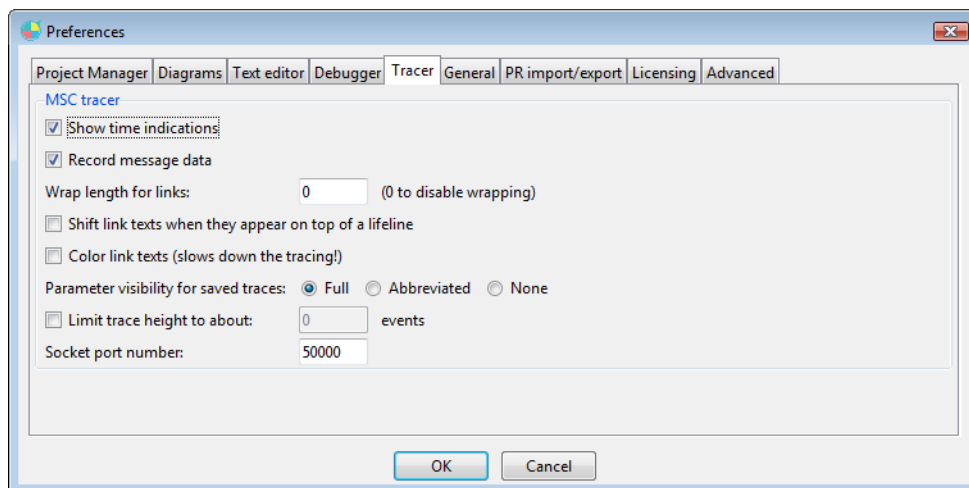 Preferences
Project Manager Diagrams Text editor Debugger Tracer General PR import/export Licensing Advanced
MSC tracer
Show time indications
Record message data
Wrap length for links: 0 (0 to disable wrapping)
Shift link texts when they appear on top of a lifeline
Color link texts (slows down the tracing!)
Parameter visibility for saved traces: Full Abbreviated None
Limit trace height to about: 0 events
Socket port number: 50000
OK Cancel